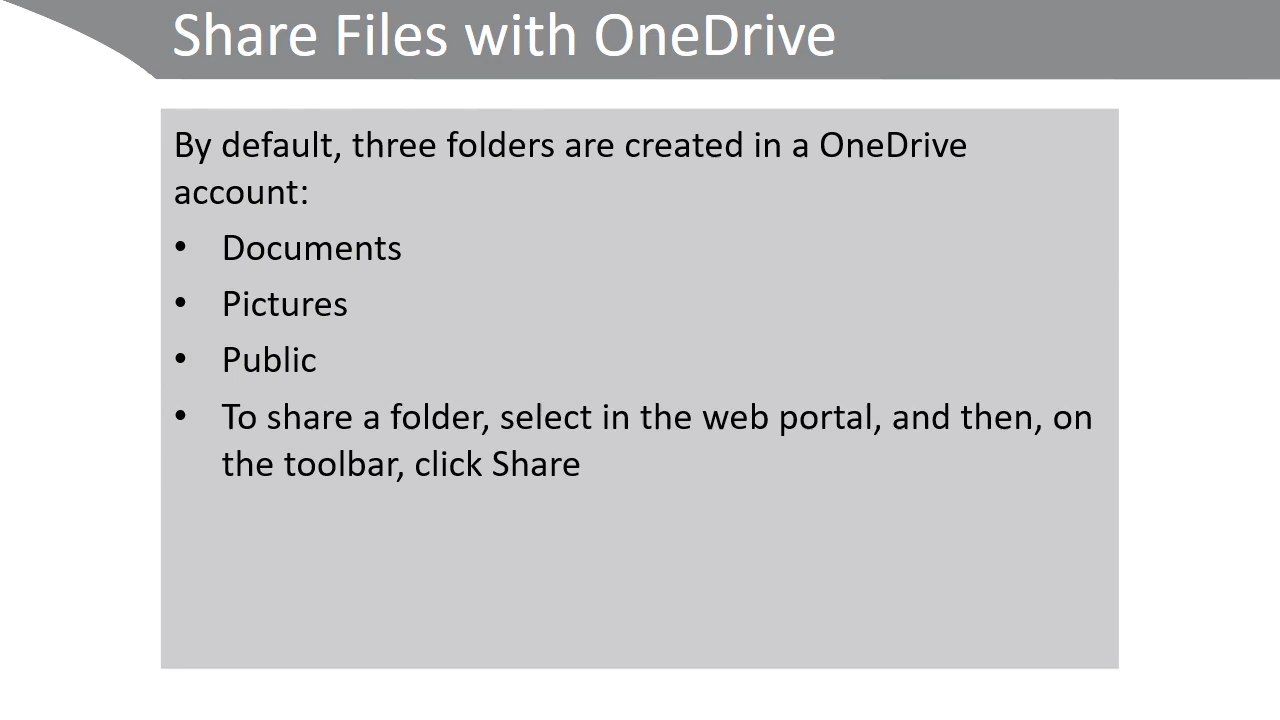 Share Files with OneDrive
By default, three folders are created in a OneDrive
account:
• Documents
• Pictures
• Public
• To share a folder, select in the web portal, and then, on
the toolbar, click Share